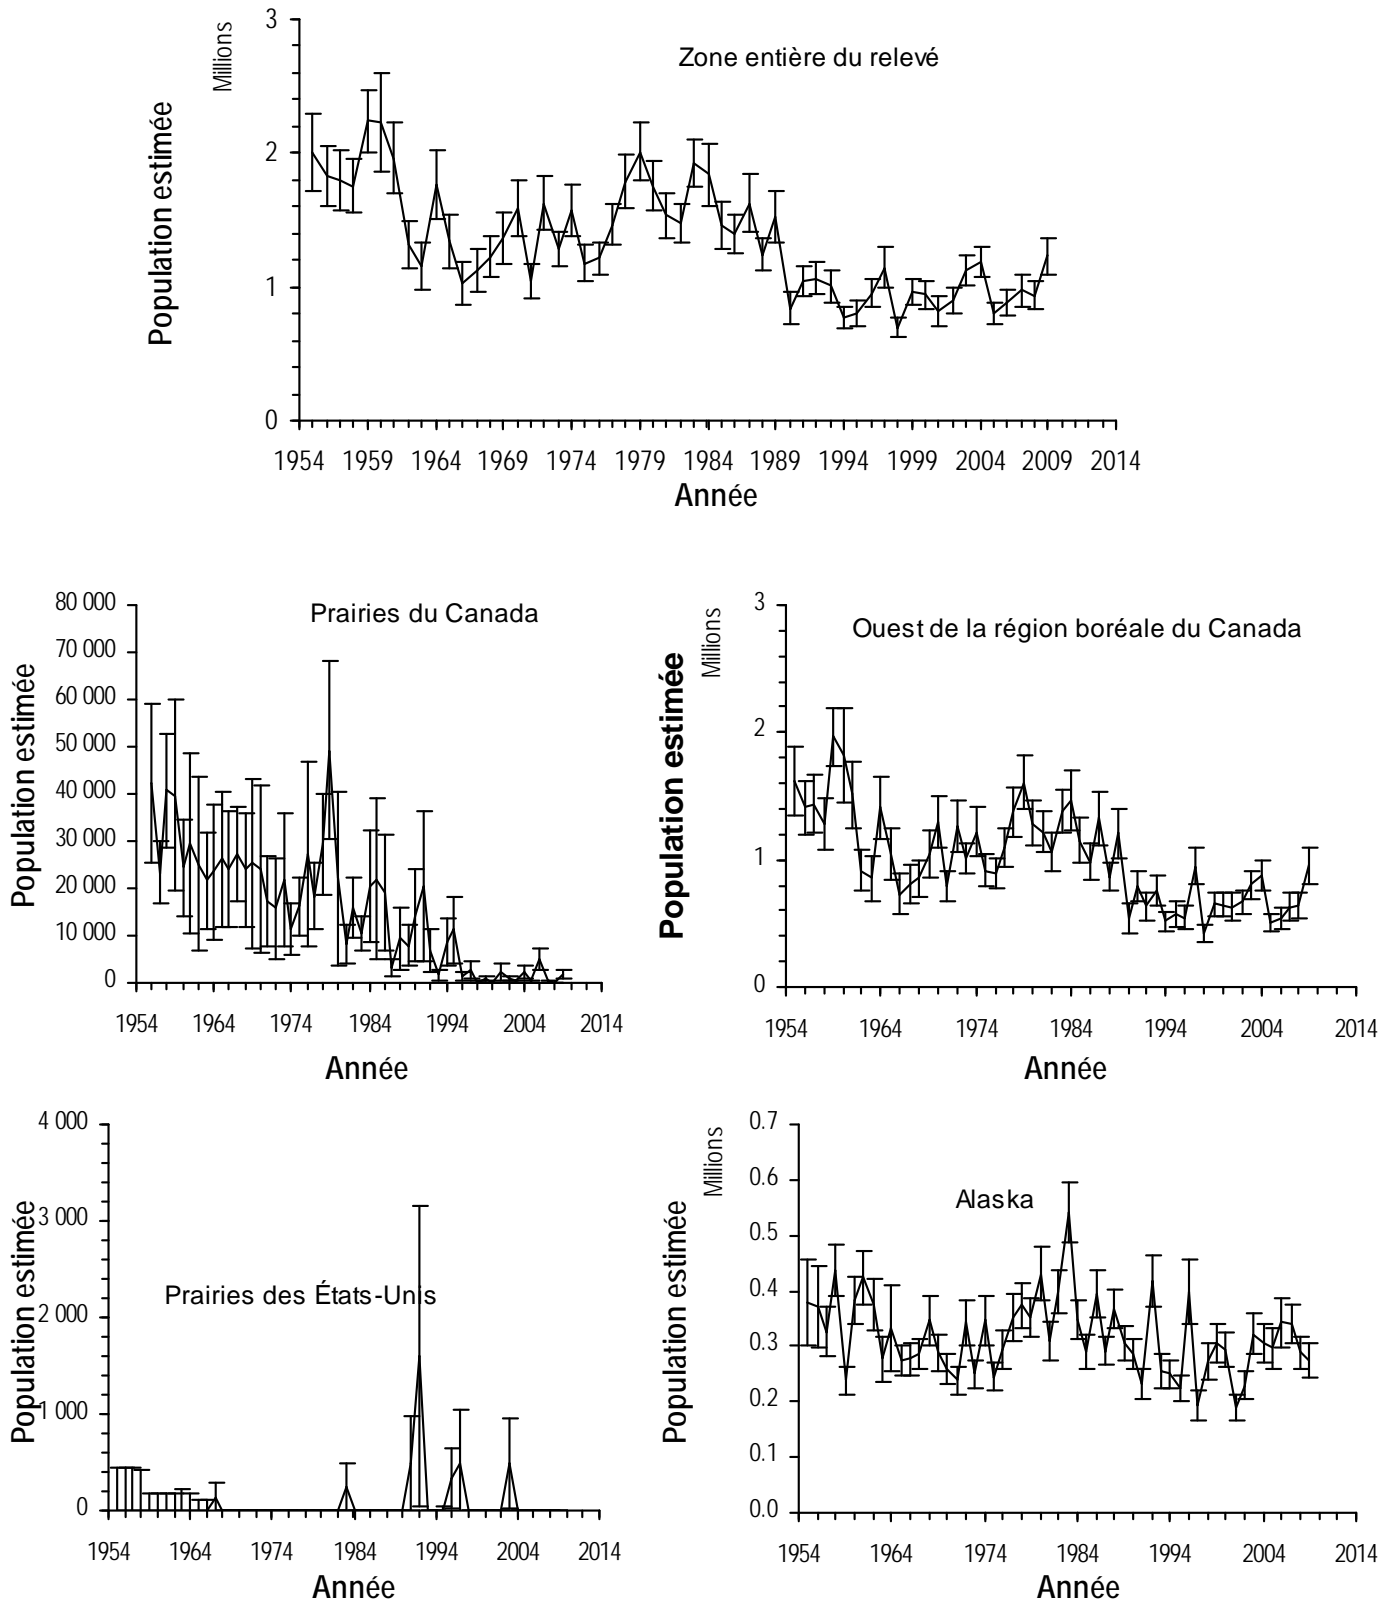 Zone entière du relevé
Millions
Population estimée
3
2
1
0
1954 1959 1964 1969 1974 1979 1984 1989 1994 1999 2004 2009 2014
Année
Prairies du Canada
Population estimée
80 000
70 000
60 000
50 000
40 000
30 000
20 000
10 000
0
1954 1964 1974 1984 1994 2004 2014
Année
Ouest de la région boréale du Canada
Millions
Population estimée
3
2
1
0
1954 1964 1974 1984 1994 2004 2014
Année
Prairies des États-Unis
Population estimée
4 000
3 000
2 000
1 000
0
1954 1964 1974 1984 1994 2004 2014
Année
Alaska
Millions
Population estimée
0.7
0.6
0.5
0.4
0.3
0.2
0.1
0.0
1954 1964 1974 1984 1994 2004 2014
Année